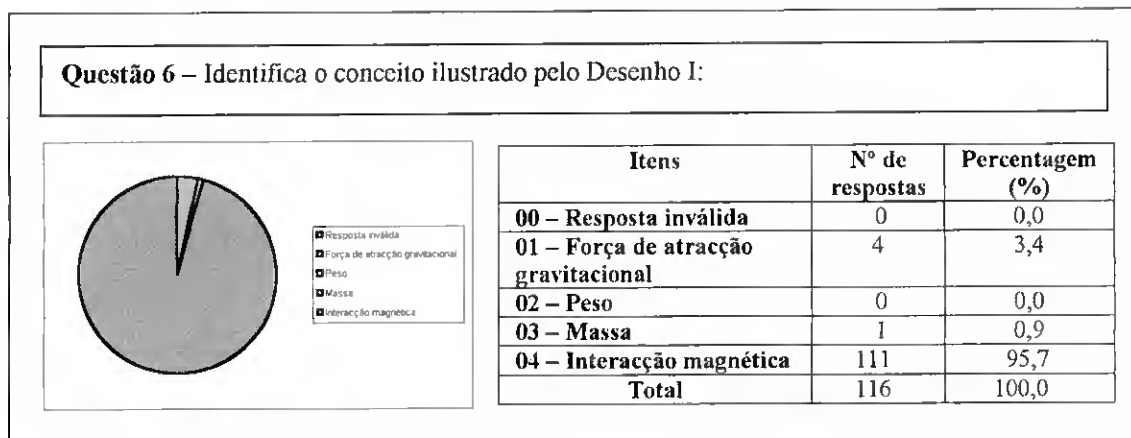 Questão 6 – Identifica o conceito ilustrado pelo Desenho I:
Resposta inválida
Força de atracção gravitacional
Peso
Massa
Interacção magnética
Itens Nº de respostas Percentagem (%)
00 – Resposta inválida 0 0,0
01 – Força de atracção gravitacional 4 3,4
02 – Peso 0 0,0
03 – Massa 1 0,9
04 – Interacção magnética 111 95,7
Total 116 100,0